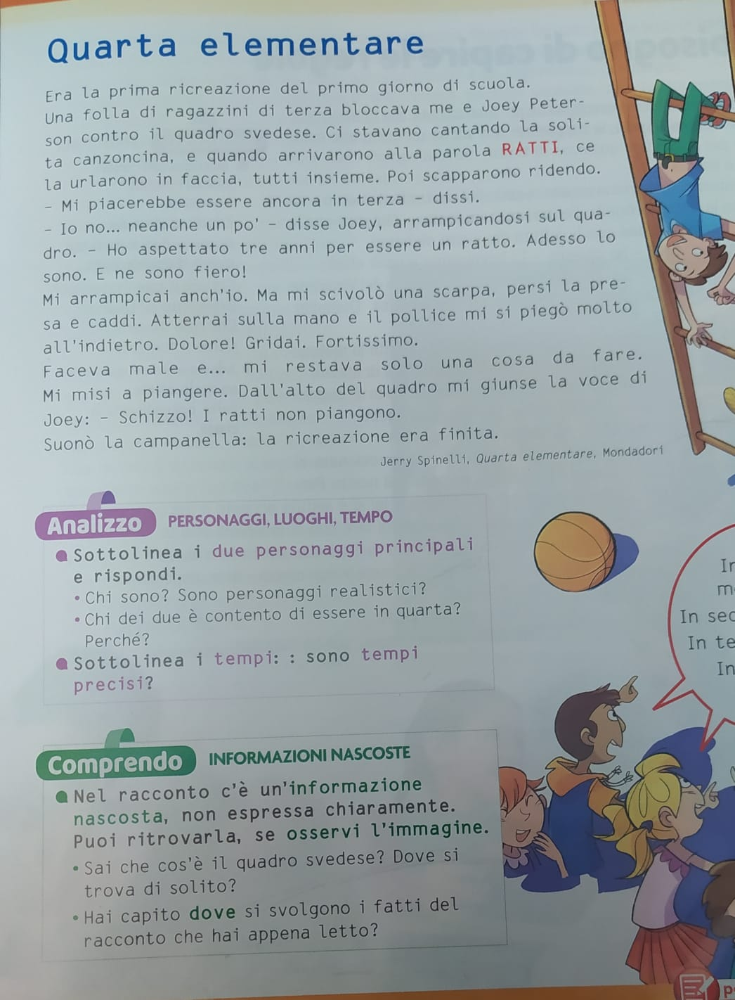 Quarta elementare
Era la prima ricreazione del primo giorno di scuola.
Una folla di ragazzini di terza bloccava me e Joey Peter-
son contro il quadro svedese. Ci stavano cantando la soli-
ta canzoncina, e quando arrivarono alla parola RATTI, ce
la urlarono in faccia, tutti insieme. Poi scapparono ridendo.
– Mi piacerebbe essere ancora in terza – dissi.
– Io no... neanche un po' – disse Joey, arrampicandosi sul qua-
dro. – Ho aspettato tre anni per essere un ratto. Adesso lo
sono. E ne sono fiero!
Mi arrampicai anch'io. Ma mi scivolò una scarpa, persi la pre-
sa e caddi. Atterrai sulla mano e il pollice mi si piegò molto
all'indietro. Dolore! Gridai. Fortissimo.
Faceva male e... mi restava solo una cosa da fare.
Mi misi a piangere. Dall'alto del quadro mi giunse la voce di
Joey: – Schizzo! I ratti non piangono.
Suonò la campanella: la ricreazione era finita.
Jerry Spinelli, Quarta elementare, Mondadori
Analizzo PERSONAGGI, LUOGHI, TEMPO
Sottolinea i due personaggi principali
e rispondi.
• Chi sono? Sono personaggi realistici?
• Chi dei due è contento di essere in quarta?
Perché?
Sottolinea i tempi: : sono tempi
precisi?
In
In sec
In te
In
Comprendo INFORMAZIONI NASCOSTE
Nel racconto c'è un'informazione
nascosta, non espressa chiaramente.
Puoi ritrovarla, se osservi l'immagine.
• Sai che cos'è il quadro svedese? Dove si
trova di solito?
• Hai capito dove si svolgono i fatti del
racconto che hai appena letto?